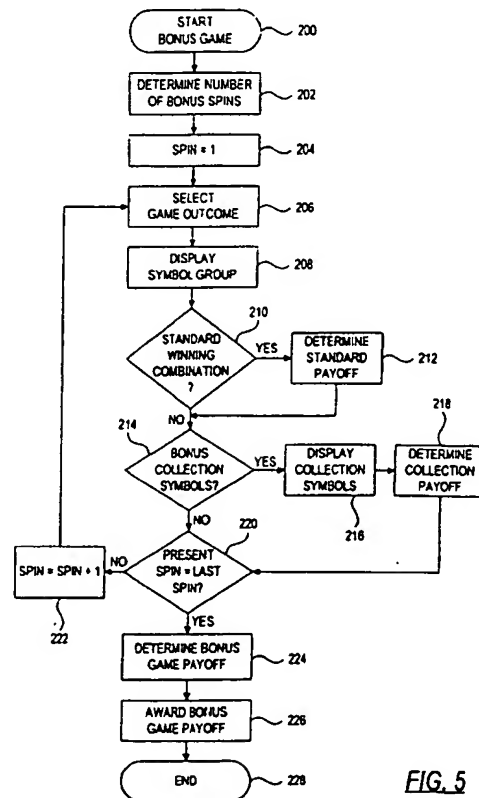 START
BONUS GAME
200
DETERMINE NUMBER
OF BONUS SPINS
202
SPIN = 1
204
SELECT
GAME OUTCOME
206
DISPLAY
SYMBOL GROUP
208
210
STANDARD
WINNING
COMBINATION
?
YES
DETERMINE
STANDARD
PAYOFF
212
NO
214
BONUS
COLLECTION
SYMBOLS?
YES
DISPLAY
COLLECTION
SYMBOLS
216
218
DETERMINE
COLLECTION
PAYOFF
NO
220
PRESENT
SPIN = LAST
SPIN?
NO
SPIN = SPIN + 1
222
YES
DETERMINE BONUS
GAME PAYOFF
224
AWARD BONUS
GAME PAYOFF
226
END
228
FIG. 5